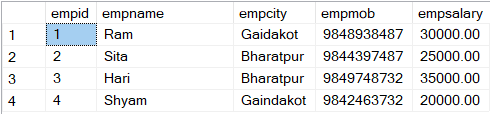 empid empname empcity empmob empsalary
1 1 Ram Gaidakot 9848938487 30000.00
2 2 Sita Bharatpur 9844397487 25000.00
3 3 Hari Bharatpur 9849748732 35000.00
4 4 Shyam Gaindakot 9842463732 20000.00